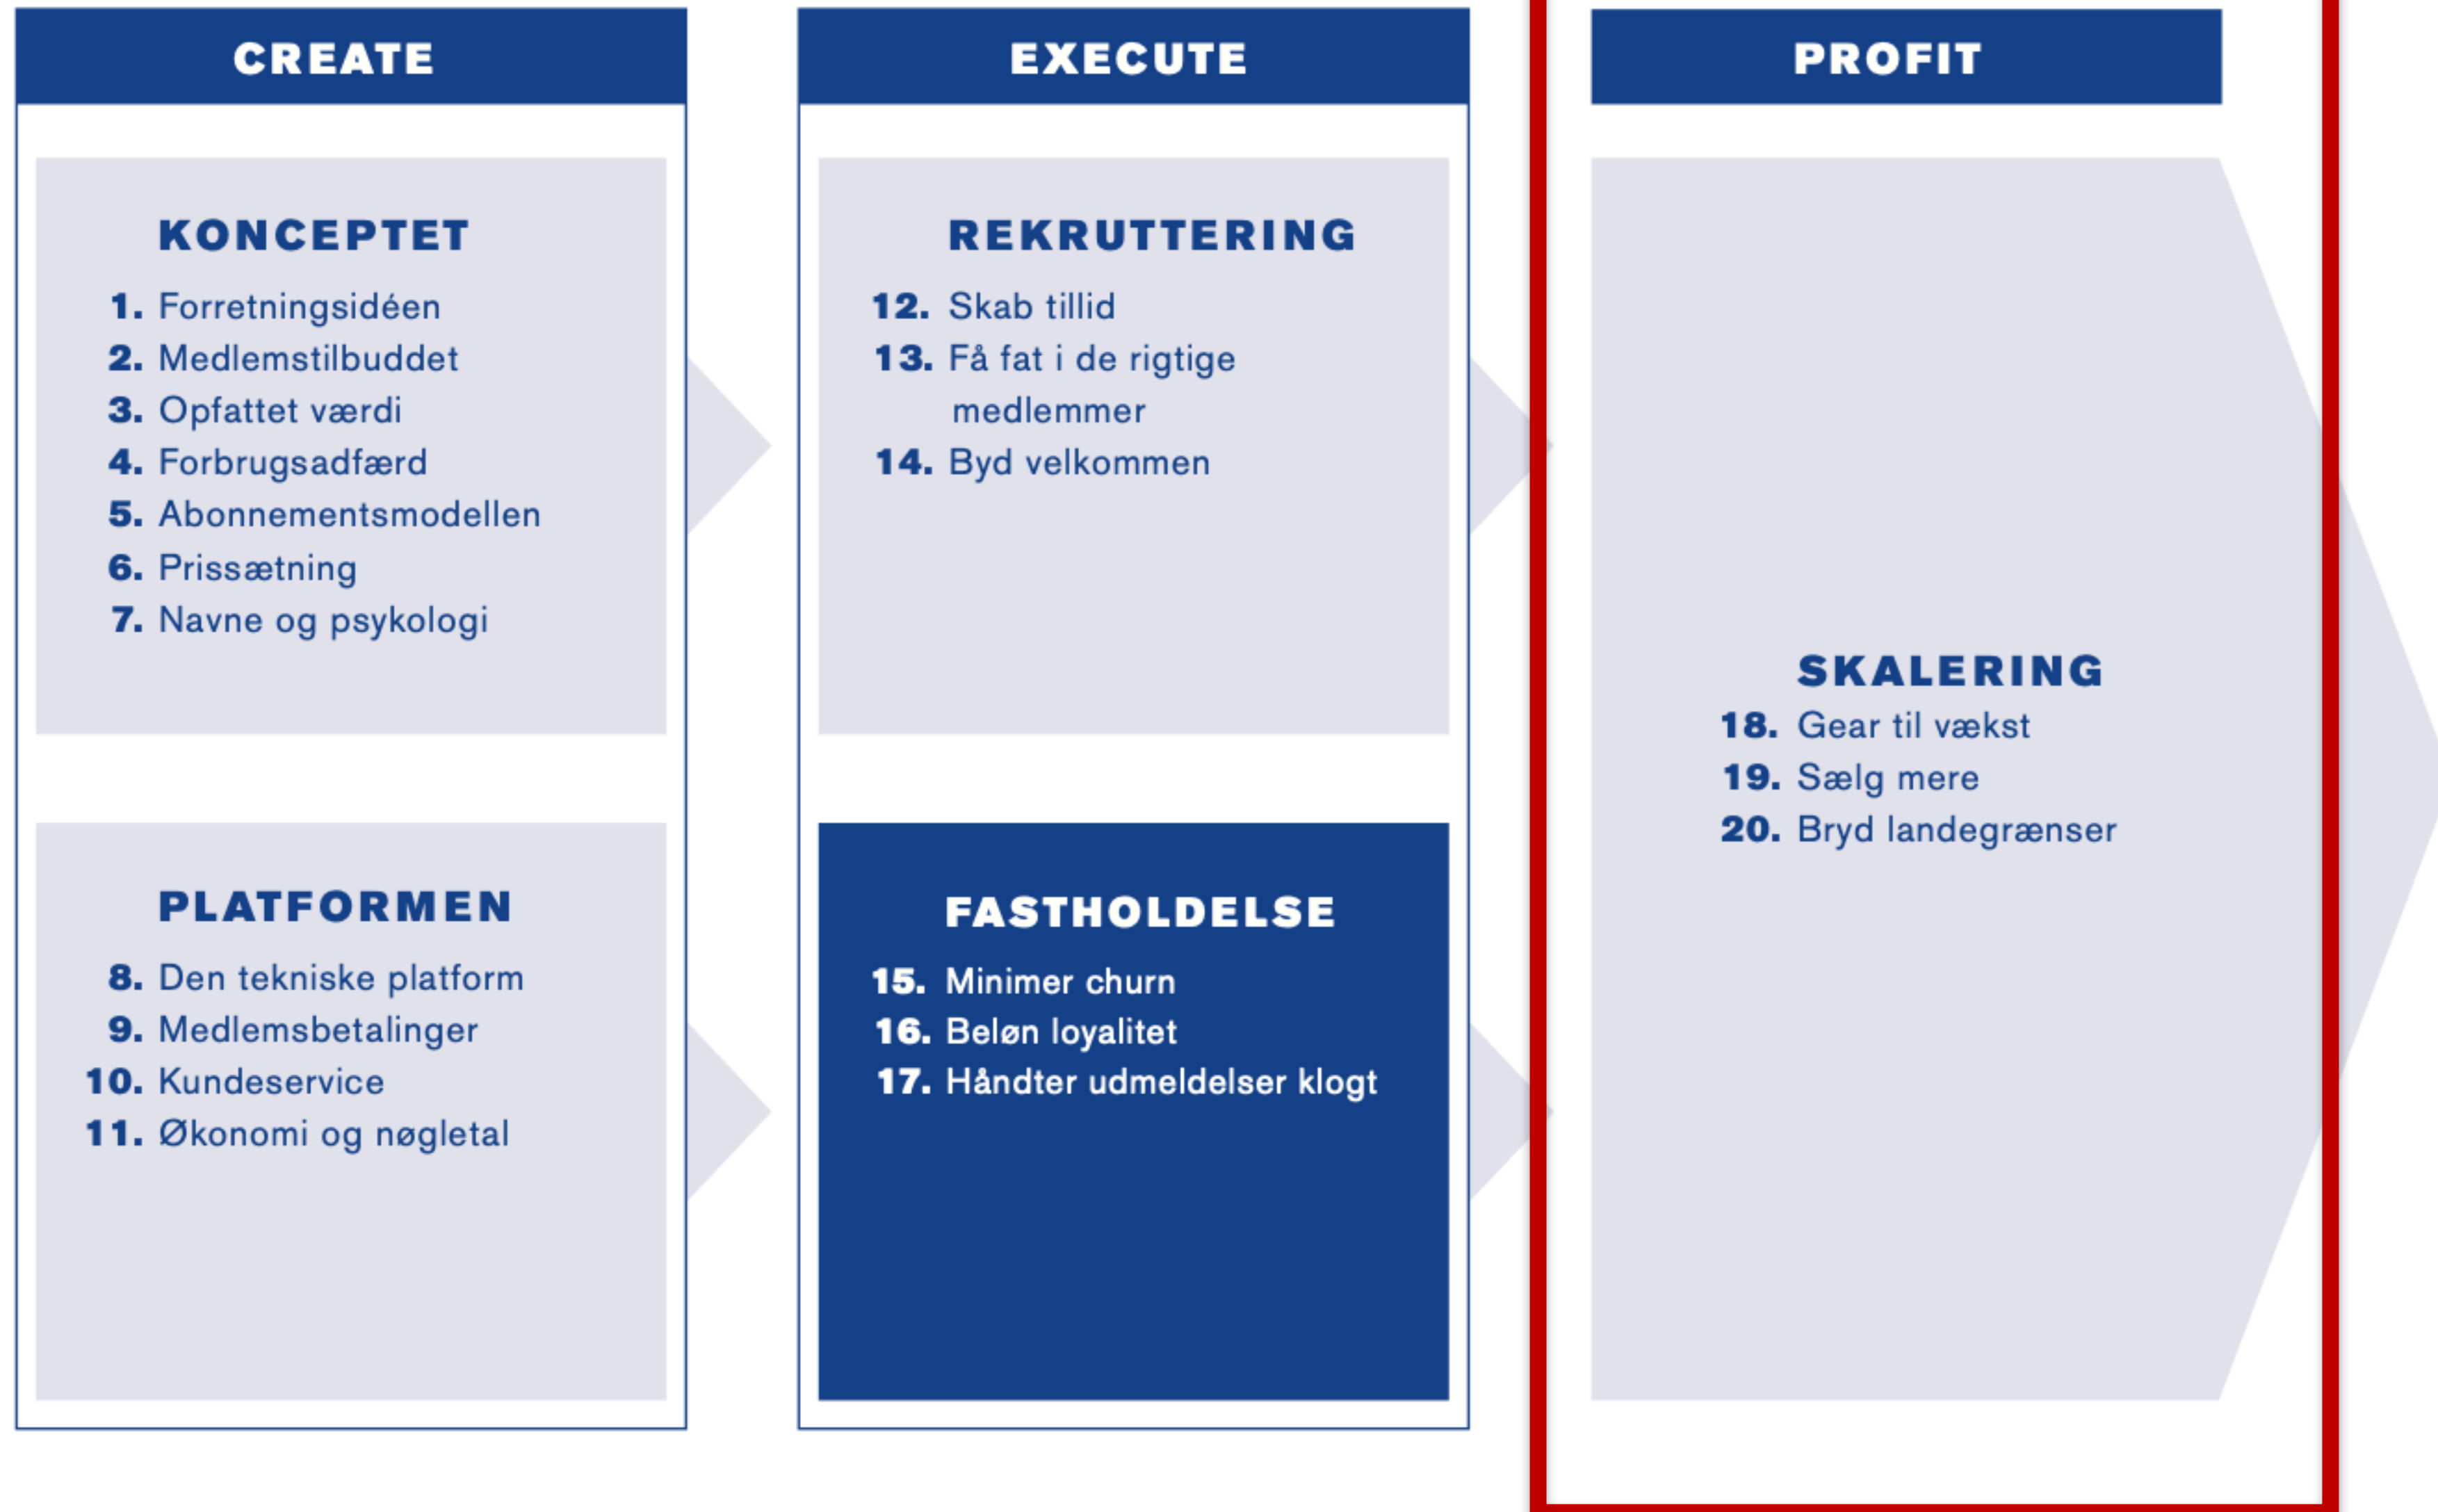 CREATE
KONCEPTET
1. Forretningsidéen
2. Medlemstilbuddet
3. Opfattet værdi
4. Forbrugsadfærd
5. Abonnementsmodellen
6. Prissætning
7. Navne og psykologi
PLATFORMEN
8. Den tekniske platform
9. Medlemsbetalinger
10. Kundeservice
11. Økonomi og nøgletal
EXECUTE
REKRUTTERING
12. Skab tillid
13. Få fat i de rigtige
medlemmer
14. Byd velkommen
FASTHOLDELSE
15. Minimer churn
16. Beløn loyalitet
17. Håndter udmeldelser klogt
PROFIT
SKALERING
18. Gear til vækst
19. Sælg mere
20. Bryd landegrænser